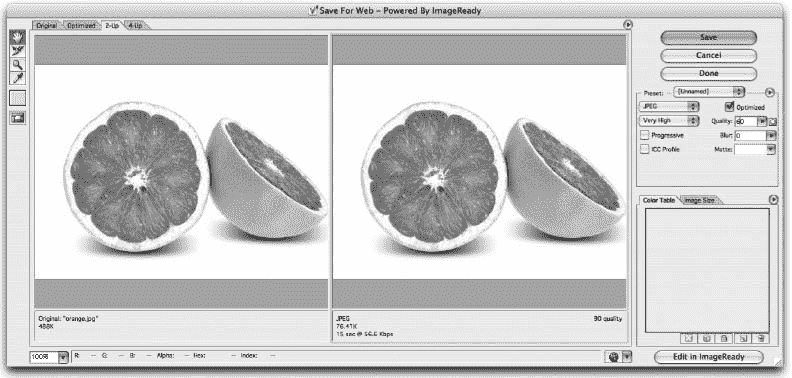 Save For Web – Powered By ImageReady
Original Optimized 2-Up 4-Up
Save
Cancel
Done
Preset: [Unnamed]
JPEG Optimized
Very High Quality:
Progressive Blur: 0
ICC Profile Matte:
Color Table Image Size
Original: "orange.jpg"
488K
JPEG 90 quality
76.41K
15 sec @ 56.6 Kbps
100% R: -- G: -- B: -- Alpha: -- Hex: -- Index: --
Edit in ImageReady